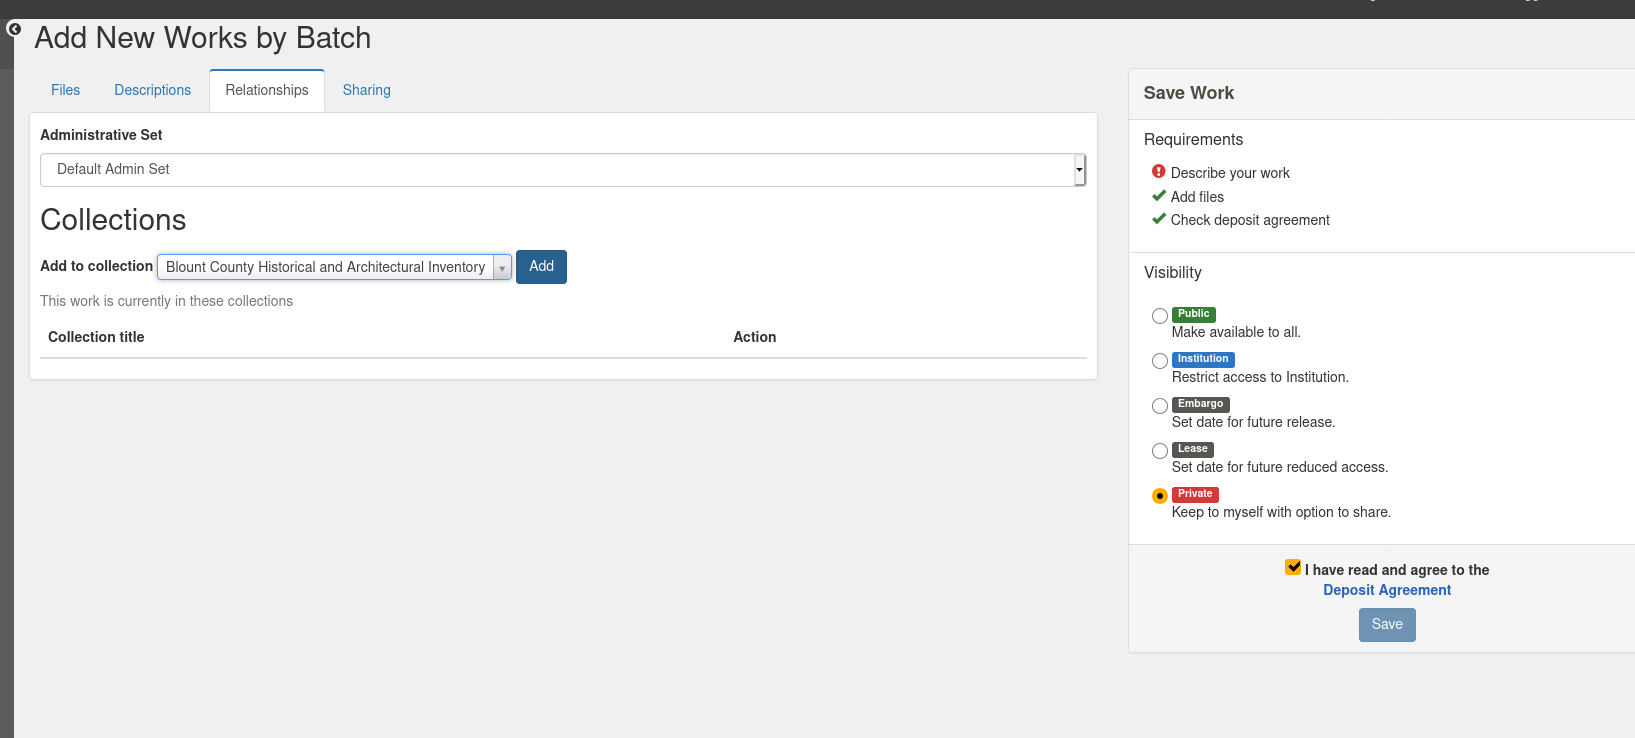 Add New Works by Batch
Files Descriptions Relationships Sharing
Administrative Set
Default Admin Set
Collections
Add to collection Blount County Historical and Architectural Inventory Add
This work is currently in these collections
Collection title Action
Save Work
Requirements
Describe your work
Add files
Check deposit agreement
Visibility
Public
Make available to all.
Institution
Restrict access to Institution.
Embargo
Set date for future release.
Lease
Set date for future reduced access.
Private
Keep to myself with option to share.
I have read and agree to the
Deposit Agreement
Save